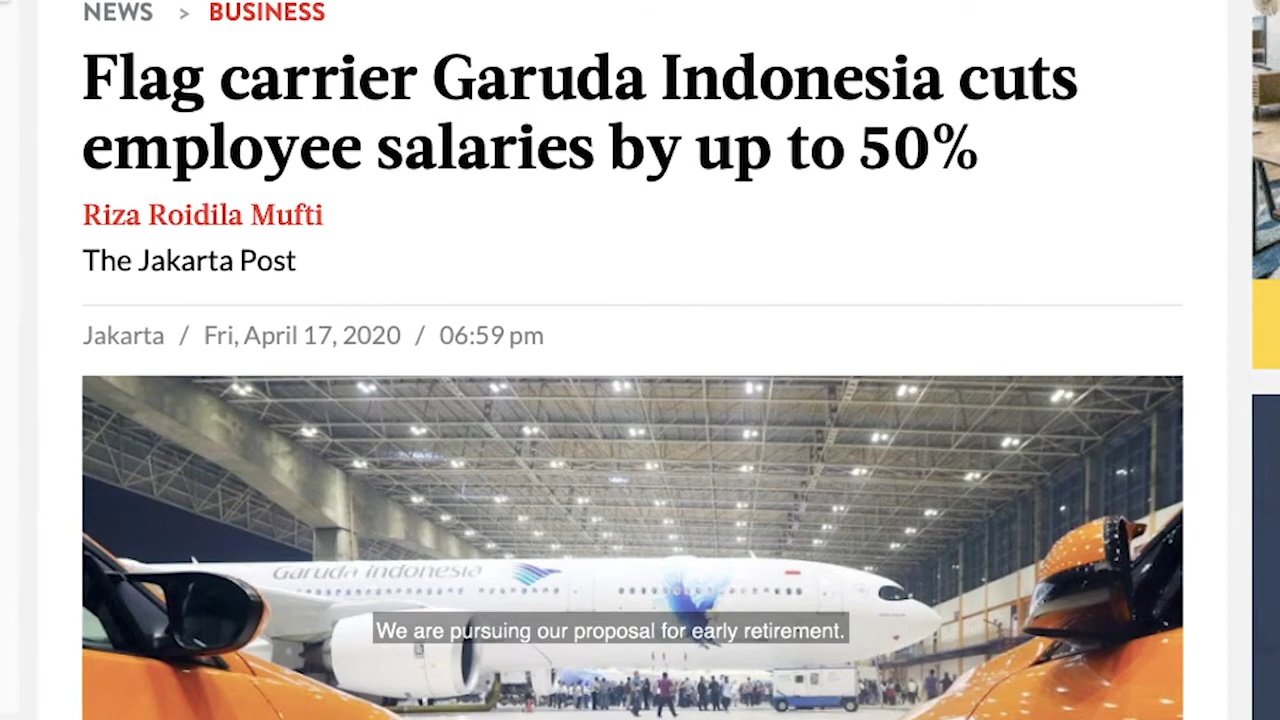 NEWS > BUSINESS
Flag carrier Garuda Indonesia cuts
employee salaries by up to 50%
Riza Roidila Mufti
The Jakarta Post
Jakarta / Fri, April 17, 2020 / 06:59 pm
Garuda Indonesia
We are pursuing our proposal for early retirement.